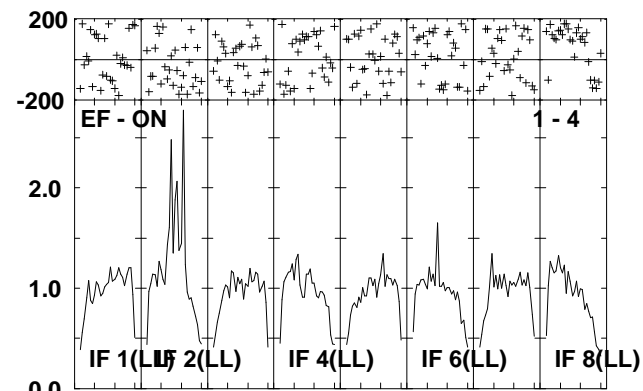 200
-200
EF - ON 1 - 4
2.0
1.0
IF 1(LL) IF 2(LL) IF 4(LL) IF 6(LL) IF 8(LL)
0.0